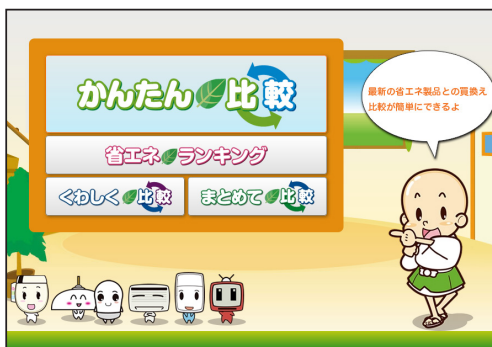 かんたん比較
最新の省エネ製品との買換え
比較が簡単にできるよ
省エネランキング
くわしく比較
まとめて比較